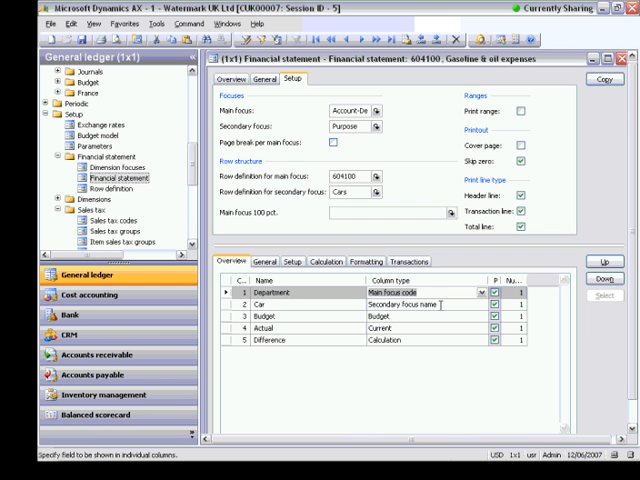 Microsoft Dynamics AX - 1 - Watermark UK Ltd [CUK00007: Session ID - 5]
Currently Sharing
File Edit View Favorites Tools Command Windows Help
General ledger (1x1) «
Journals
Budget
France
Periodic
Setup
Exchange rates
Budget model
Parameters
Financial statement
Dimension focuses
Financial statement
Row definition
Dimensions
Sales tax
Sales tax codes
Sales tax groups
Item sales tax groups
General ledger
Cost accounting
Bank
CRM
Accounts receivable
Accounts payable
Inventory management
Balanced scorecard
(1x1) Financial statement - Financial statement: 604100, Gasoline & oil expenses
Overview General Setup
Copy
Focuses
Main focus: Account-De
Secondary focus: Purpose
Page break per main focus:
Row structure
Row definition for main focus: 604100
Row definition for secondary focus: Cars
Main focus 100 pct.
Ranges
Print range:
Printout
Cover page:
Skip zero:
Print line type
Header line:
Transaction line:
Total line:
Overview General Setup Calculation Formatting Transactions
Up
Down
Select
C... Name Column type P Nu...
1 Department Main focus code 1
2 Car Secondary focus name 1
3 Budget Budget 1
4 Actual Current 1
5 Difference Calculation 1
Specify field to be shown in individual columns.
USD 1x1 usr Admin 12/06/2007